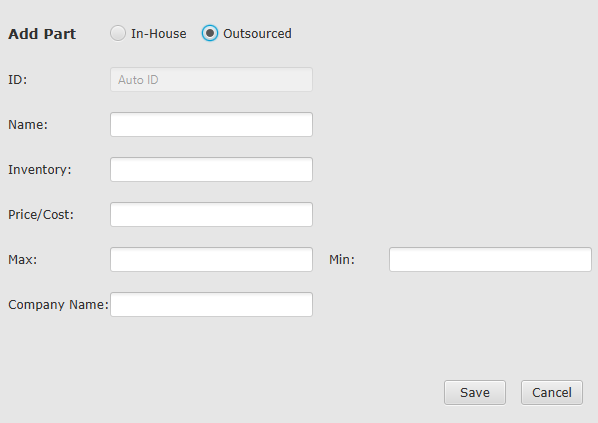 Add Part In-House Outsourced
ID: Auto ID
Name:
Inventory:
Price/Cost:
Max: Min:
Company Name:
Save Cancel